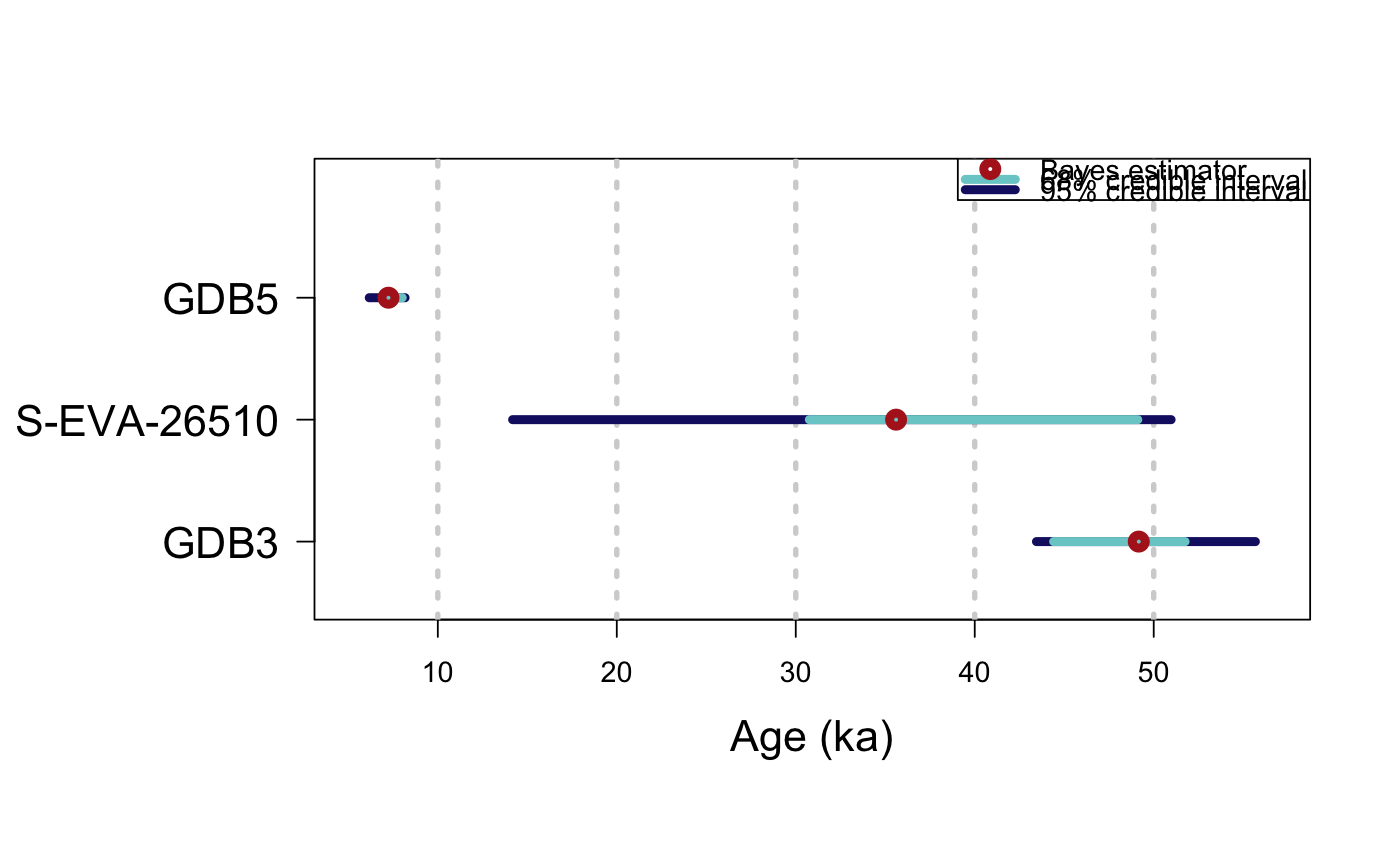 Bayes estimator
68% credible interval
95% credible interval
GDB5
S-EVA-26510
GDB3
10 20 30 40 50
Age (ka)